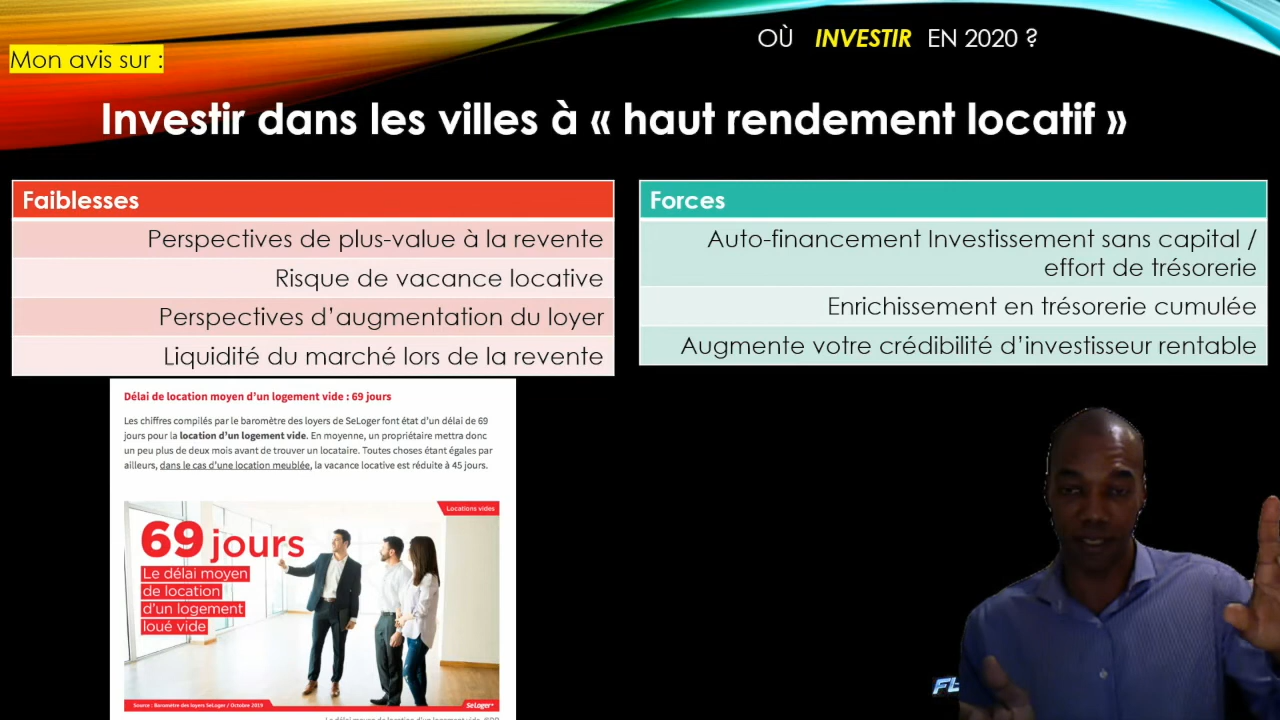 OÙ INVESTIR EN 2020 ?
Mon avis sur :
Investir dans les villes à « haut rendement locatif »
Faiblesses
Perspectives de plus-value à la revente
Risque de vacance locative
Perspectives d’augmentation du loyer
Liquidité du marché lors de la revente
Forces
Auto-financement Investissement sans capital /
effort de trésorerie
Enrichissement en trésorerie cumulée
Augmente votre crédibilité d’investisseur rentable
Délai de location moyen d’un logement vide : 69 jours
Les chiffres compilés par le baromètre des loyers de SeLoger font état d’un délai de 69
jours pour la location d’un logement vide. En moyenne, un propriétaire mettra donc
un peu plus de deux mois avant de trouver un locataire. Toutes choses étant égales par
ailleurs, dans le cas d’une location meublée, la vacance locative est réduite à 45 jours.
Locations vides
69 jours
Le délai moyen
de location
d’un logement
loué vide
Source : Baromètre des loyers SeLoger / Octobre 2019
SeLoger